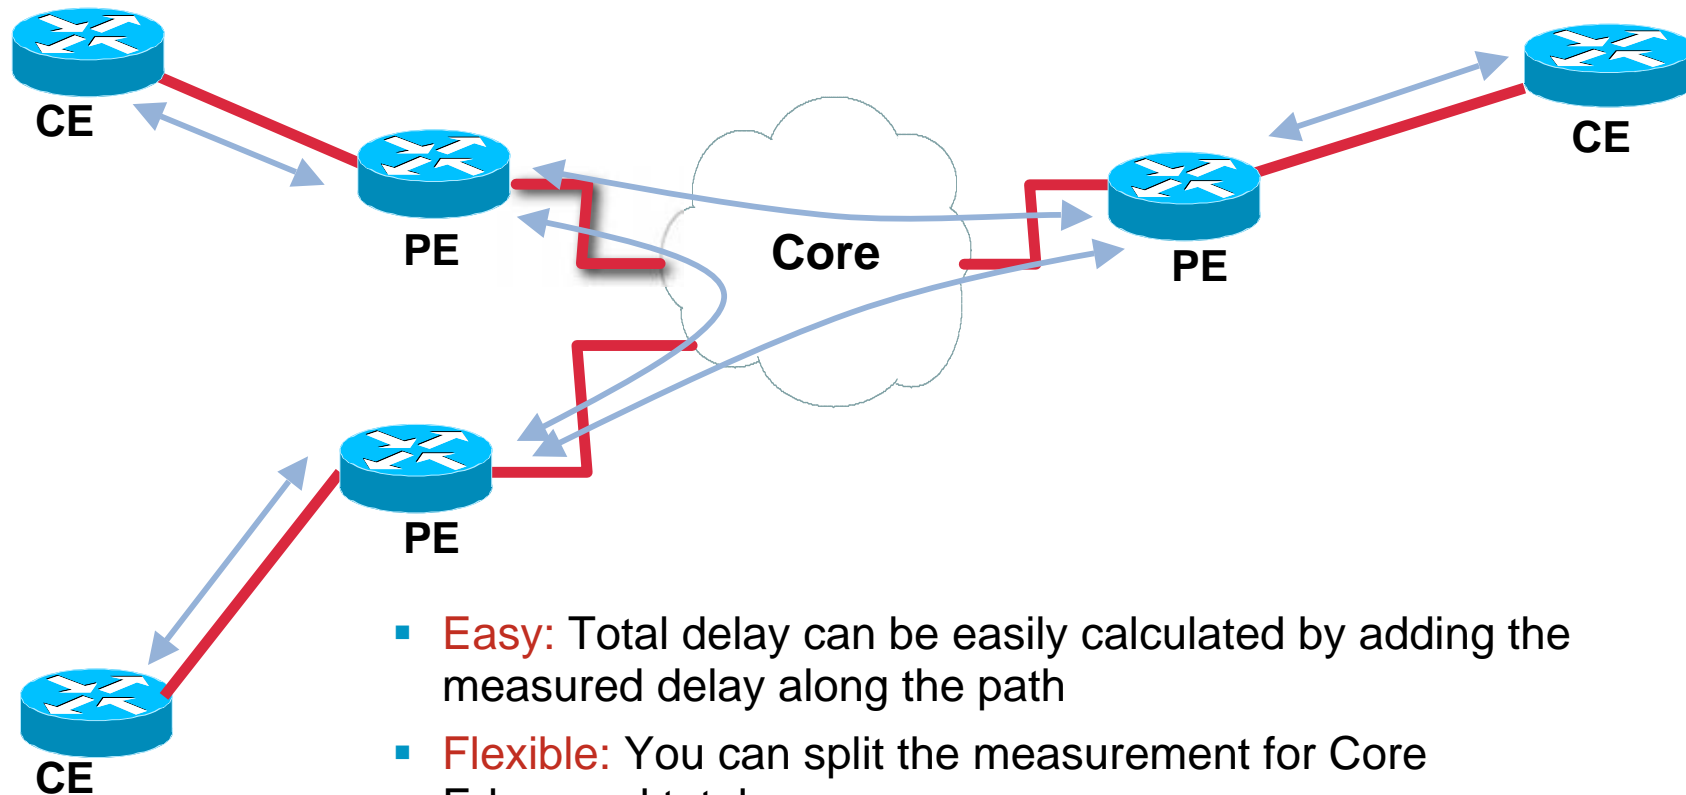 CE
CE
PE
Core
PE
PE
▪ Easy: Total delay can be easily calculated by adding the
measured delay along the path
▪ Flexible: You can split the measurement for Core
CE